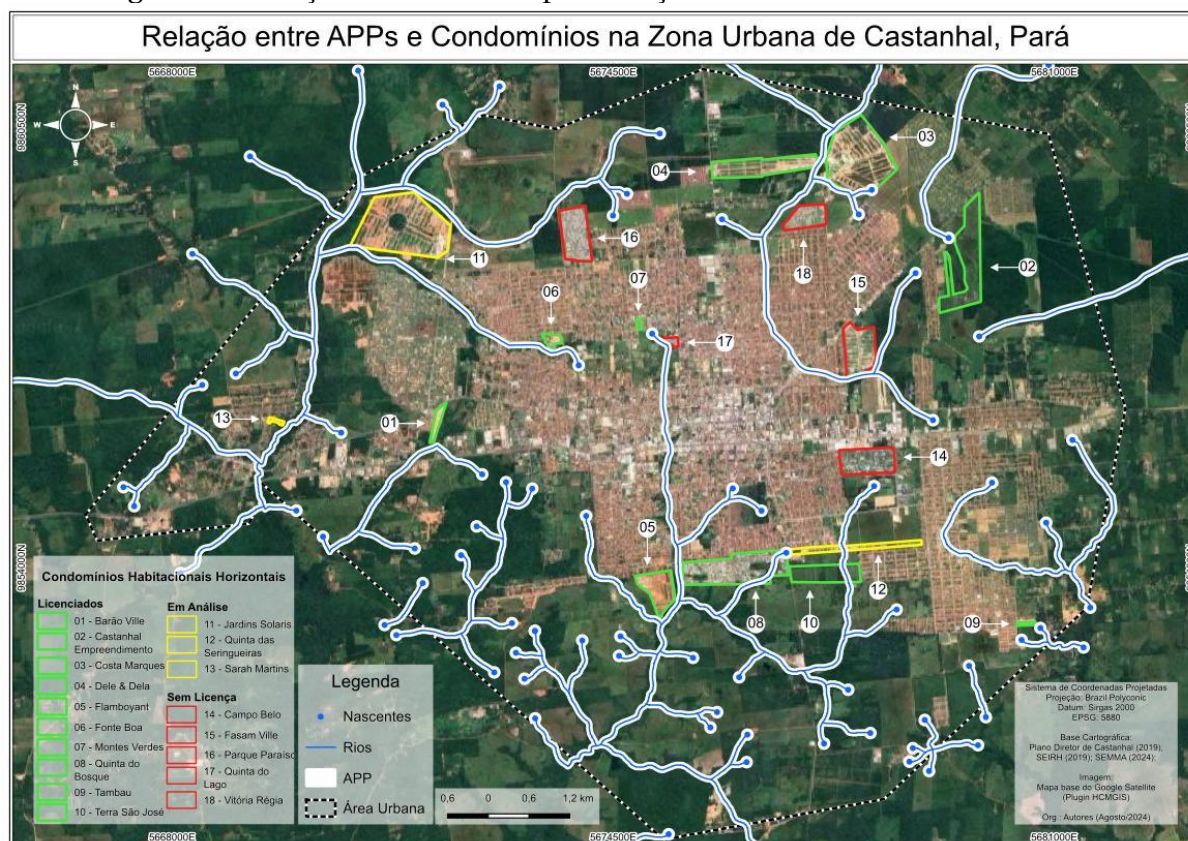 Relação entre APPs e Condomínios na Zona Urbana de Castanhal, Pará
5668000E
5674500E
5681000E
9860500N
N
W
E
S
03
04
16
11
18
02
07
06
15
17
13
01
14
05
12
08
10
09
9854000N
Condomínios Habitacionais Horizontais
Licenciados
01 - Barão Ville
02 - Castanhal
Empreendimento
03 - Costa Marques
04 - Dele & Dela
05 - Flamboyant
06 - Fonte Boa
07 - Montes Verdes
08 - Quinta do
Bosque
09 - Tambau
10 - Terra São José
Em Análise
11 - Jardins Solaris
12 - Quinta das
Seringueiras
13 - Sarah Martins
Sem Licença
14 - Campo Belo
15 - Fasam Ville
16 - Parque Paraíso
17 - Quinta do
Lago
18 - Vitória Régia
Legenda
Nascentes
Rios
APP
Área Urbana
0,6 0 0,6 1,2 km
Sistema de Coordenadas Projetadas
Projeção: Brazil Polyconic
Datum: Sirgas 2000
EPSG: 5880
Base Cartográfica:
Plano Diretor de Castanhal (2019);
SEIRH (2019); SEMMA (2024);
Imagem:
Mapa base do Google Satellite
(Plugin HCMGIS)
Org.: Autores (Agosto/2024)
5668000E
5674500E
5681000E